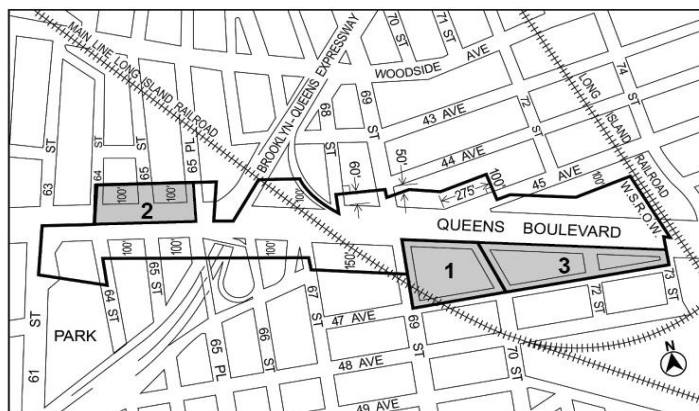 70 ST
71 ST
BROOKLYN-QUEENS EXPRESSWAY
MAIN LINE LONG ISLAND RAILROAD
WOODSIDE AVE
69 ST
68 ST
43 AVE
72 ST
74 ST
LONG ISLAND RAILROAD
63 ST
64 ST
65 ST
65 PL
44 AVE
45 AVE
60'
50'
275'
100'
100'
W.S.R.O.W.
100'
100'
100'
2
QUEENS BOULEVARD
100'
100'
150'
1
3
64 ST
65 ST
65 PL
66 ST
67 ST
69 ST
70 ST
72 ST
73 ST
47 AVE
48 AVE
49 AVE
61 ST
PARK
N